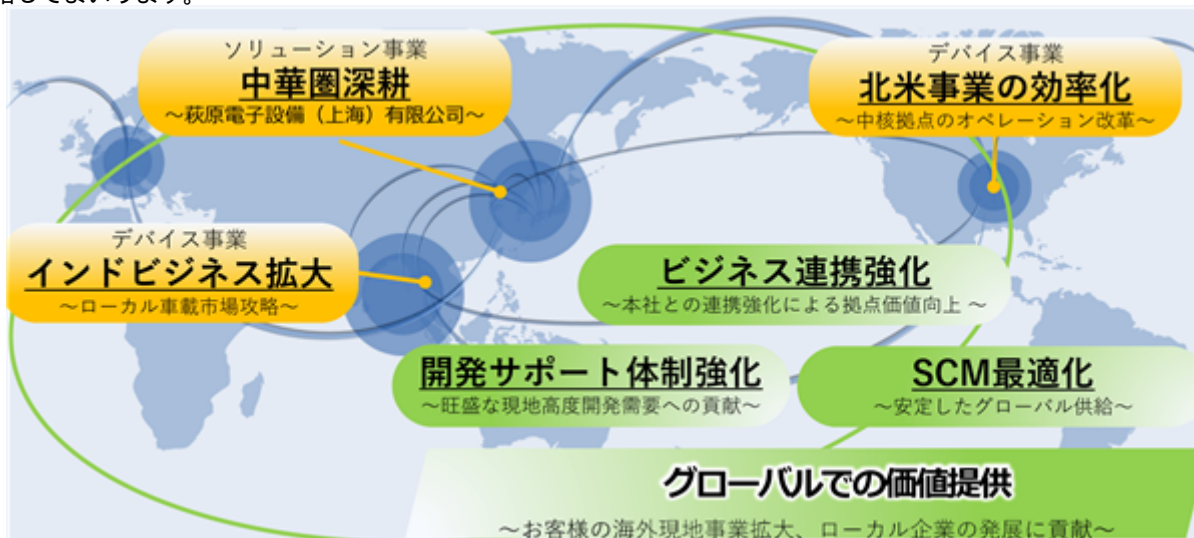 してまいります。
ソリューション事業
中華圏深耕
～萩原電子設備（上海）有限公司～
デバイス事業
北米事業の効率化
～中核拠点のオペレーション改革～
デバイス事業
インドビジネス拡大
～ローカル車載市場攻略～
ビジネス連携強化
～本社との連携強化による拠点価値向上 ～
開発サポート体制強化
～旺盛な現地高度開発需要への貢献～
SCM最適化
～安定したグローバル供給～
グローバルでの価値提供
～お客様の海外現地事業拡大、ローカル企業の発展に貢献～